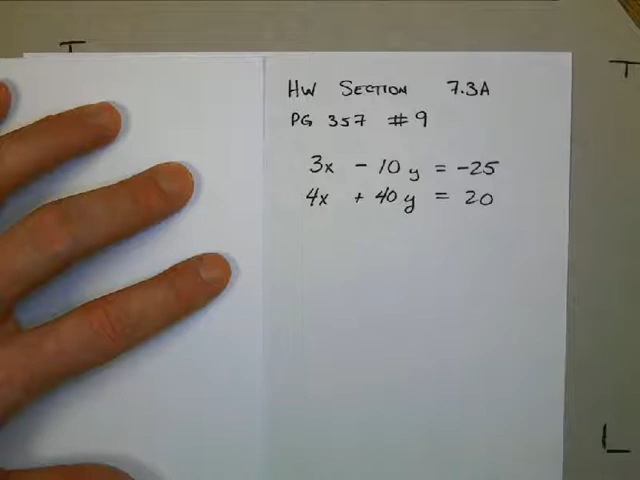 HW SECTION 7.3A
PG 357 #9
3x - 10y = -25
4x + 40y = 20